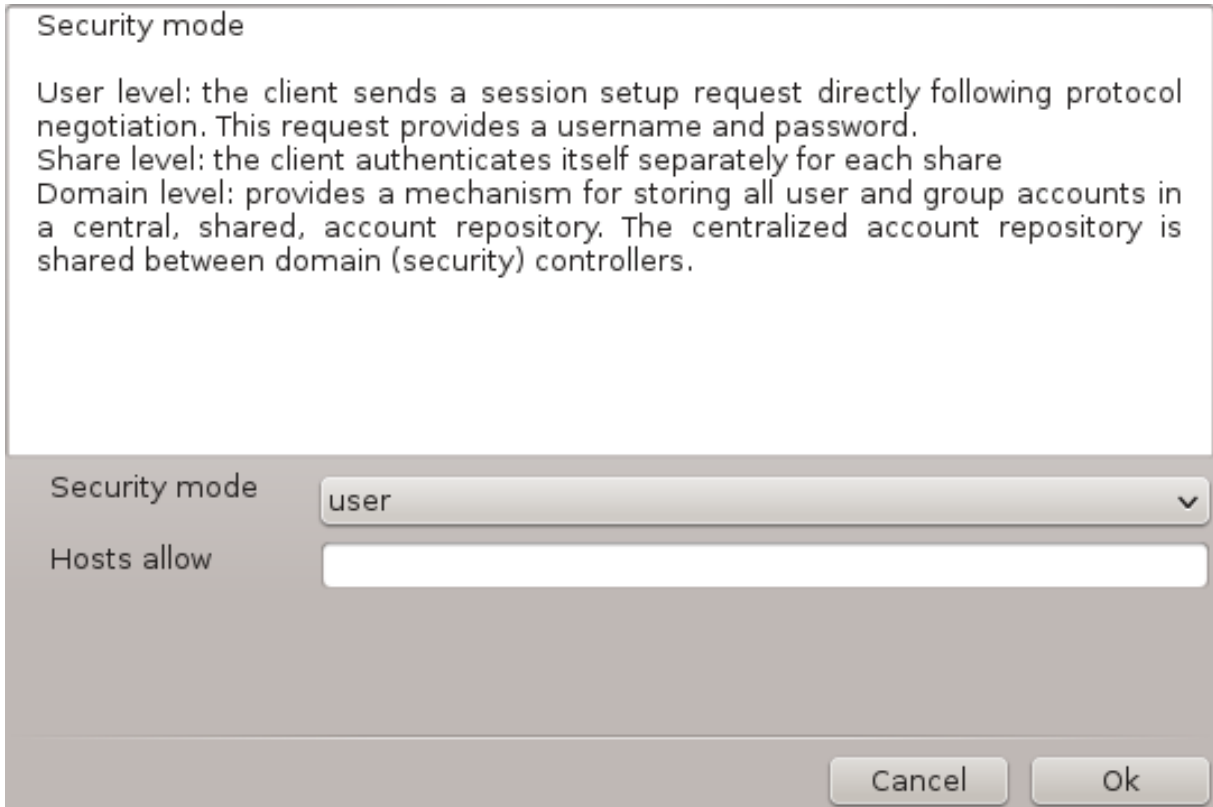 Security mode
User level: the client sends a session setup request directly following protocol
negotiation. This request provides a username and password.
Share level: the client authenticates itself separately for each share
Domain level: provides a mechanism for storing all user and group accounts in
a central, shared, account repository. The centralized account repository is
shared between domain (security) controllers.
Security mode
user
Hosts allow
Cancel
Ok